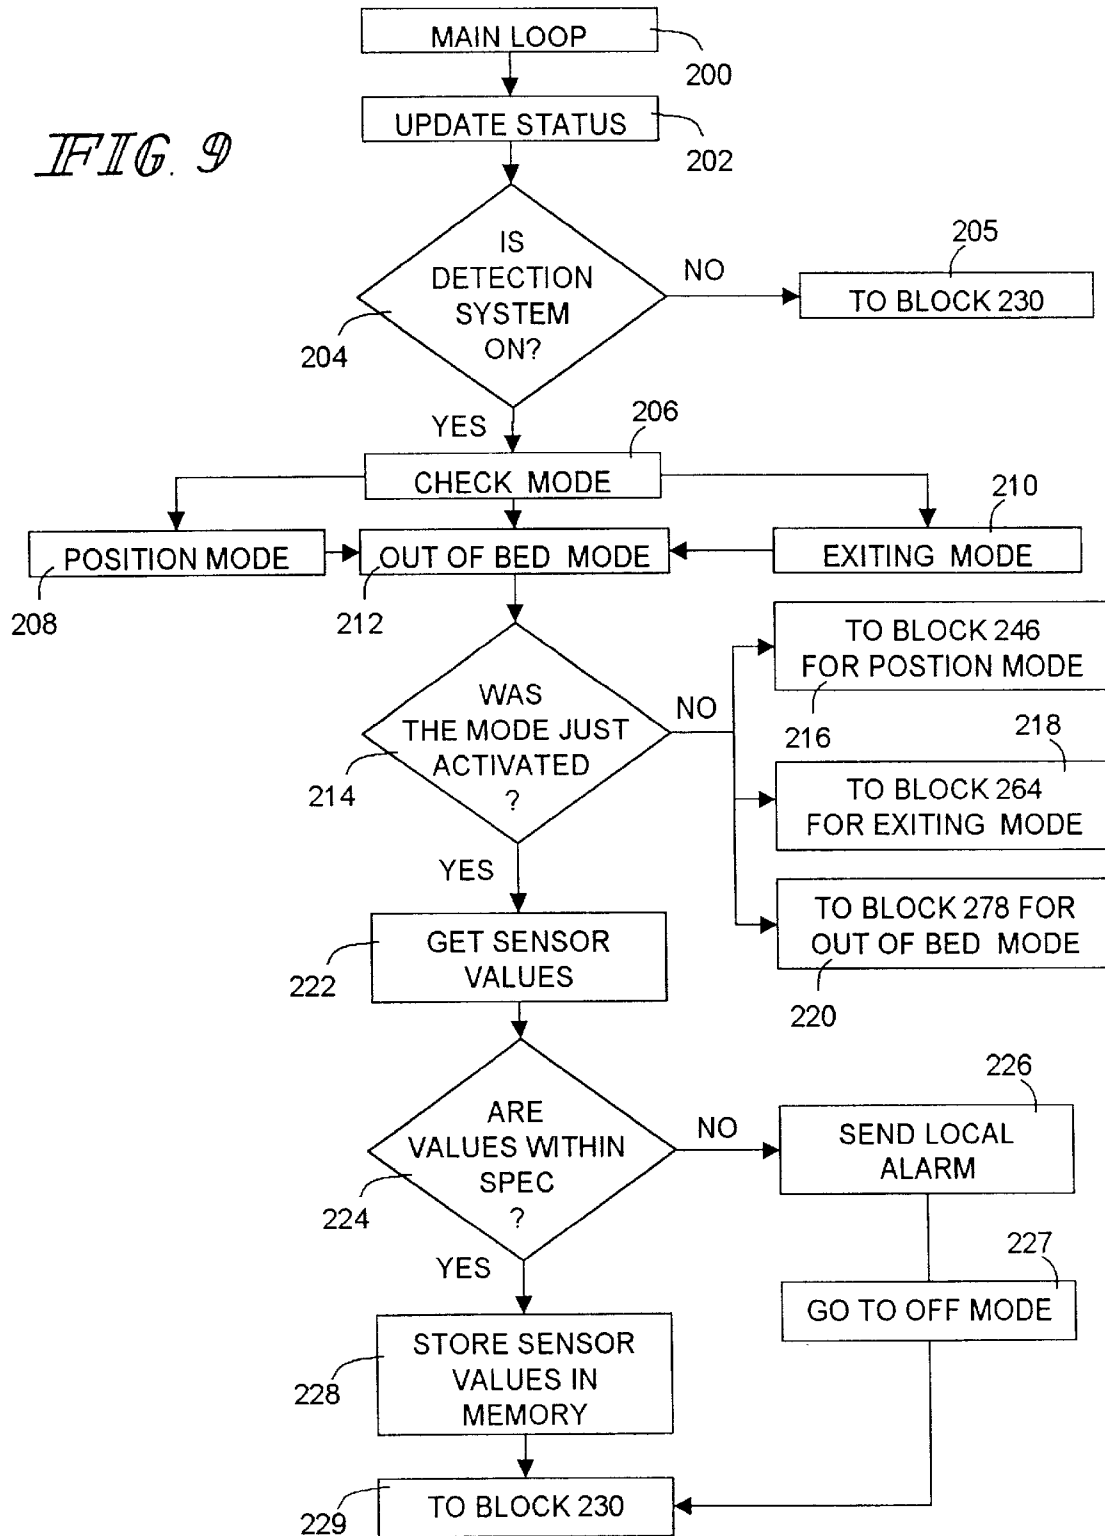 FIG. 9
MAIN LOOP
200
UPDATE STATUS
202
IS
DETECTION
SYSTEM
ON?
204
NO
205
TO BLOCK 230
YES
206
CHECK MODE
210
POSITION MODE
OUT OF BED MODE
EXITING MODE
208
212
WAS
THE MODE JUST
ACTIVATED
?
214
NO
TO BLOCK 246
FOR POSTION MODE
216
218
TO BLOCK 264
FOR EXITING MODE
TO BLOCK 278 FOR
OUT OF BED MODE
220
YES
GET SENSOR
VALUES
222
ARE
VALUES WITHIN
SPEC
?
224
NO
226
SEND LOCAL
ALARM
227
GO TO OFF MODE
YES
STORE SENSOR
VALUES IN
MEMORY
228
TO BLOCK 230
229